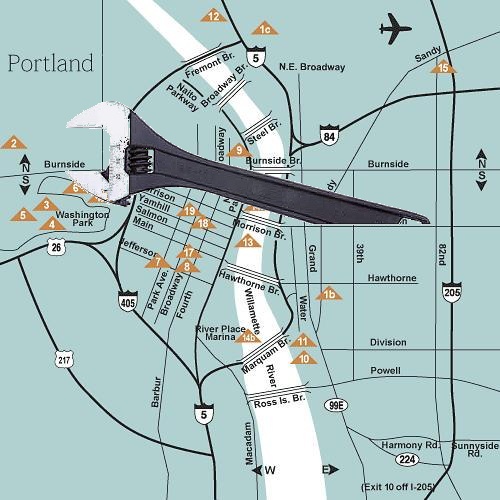 12
1c
Portland
5
Fremont Br.
Broadway Br.
N.E. Broadway
Sandy
15
Naito
Parkway
Steel Br.
84
oadway
9
2
N
S
Burnside
Burnside Br.
Burnside
N
S
6
dy
3
5
4
Washington
Park
rrison
Yamhill
Salmon
Main
19
18
Morrison Br.
13
26
Jefferson
7
17
8
Park Ave.
Broadway
Fourth
405
Hawthorne Br.
Willamette
River
Grand
Water
39th
82nd
Hawthorne
1b
205
River Place
Marina
14b
Marquam Br.
11
10
Division
Powell
217
Barbur
5
Ross Is. Br.
99E
Macadam
Harmony Rd.
Sunnyside
Rd.
224
W
E
(Exit 10 off I-205)